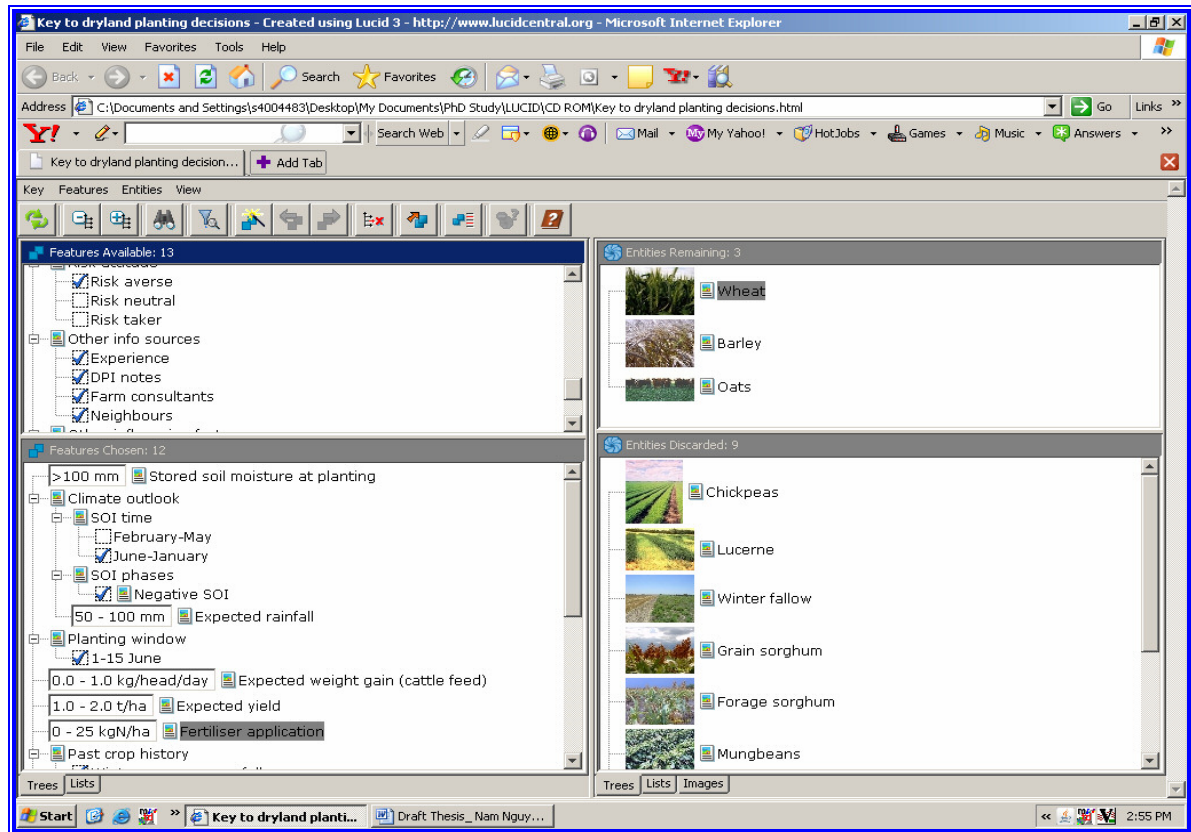 Key to dryland planting decisions - Created using Lucid 3 - http://www.lucidcentral.org - Microsoft Internet Explorer
File Edit View Favorites Tools Help
Back Search Favorites
Address C:\Documents and Settings\s4004483\Desktop\My Documents\PhD Study\LUCID\CD ROM\Key to dryland planting decisions.html Go Links »
Y! Search Web Mail My Yahoo! HotJobs Games Music Answers »
Key to dryland planting decision... Add Tab
Key Features Entities View
Features Available: 13
Risk attitude
Risk averse
Risk neutral
Risk taker
Other info sources
Experience
DPI notes
Farm consultants
Neighbours
Features Chosen: 12
>100 mm Stored soil moisture at planting
Climate outlook
SOI time
February-May
June-January
SOI phases
Negative SOI
50 - 100 mm Expected rainfall
Planting window
1-15 June
0.0 - 1.0 kg/head/day Expected weight gain (cattle feed)
1.0 - 2.0 t/ha Expected yield
0 - 25 kgN/ha Fertiliser application
Past crop history
Trees Lists
Entities Remaining: 3
Wheat
Barley
Oats
Entities Discarded: 9
Chickpeas
Lucerne
Winter fallow
Grain sorghum
Forage sorghum
Mungbeans
Trees Lists Images
Start » Key to dryland planti... Draft Thesis_ Nam Nguy... « 2:55 PM